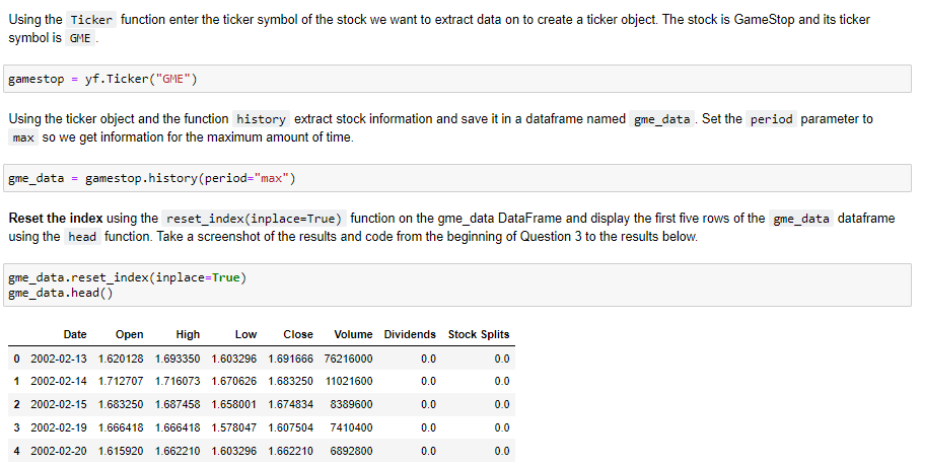 Using the Ticker function enter the ticker symbol of the stock we want to extract data on to create a ticker object. The stock is GameStop and its ticker
symbol is GME .
gamestop = yf.Ticker("GME")
Using the ticker object and the function history extract stock information and save it in a dataframe named gme_data . Set the period parameter to
max so we get information for the maximum amount of time.
gme_data = gamestop.history(period="max")
Reset the index using the reset_index(inplace=True) function on the gme_data DataFrame and display the first five rows of the gme_data dataframe
using the head function. Take a screenshot of the results and code from the beginning of Question 3 to the results below.
gme_data.reset_index(inplace=True)
gme_data.head()
Date Open High Low Close Volume Dividends Stock Splits
0 2002-02-13 1.620128 1.693350 1.603296 1.691666 76216000 0.0 0.0
1 2002-02-14 1.712707 1.716073 1.670626 1.683250 11021600 0.0 0.0
2 2002-02-15 1.683250 1.687458 1.658001 1.674834 8389600 0.0 0.0
3 2002-02-19 1.666418 1.666418 1.578047 1.607504 7410400 0.0 0.0
4 2002-02-20 1.615920 1.662210 1.603296 1.662210 6892800 0.0 0.0